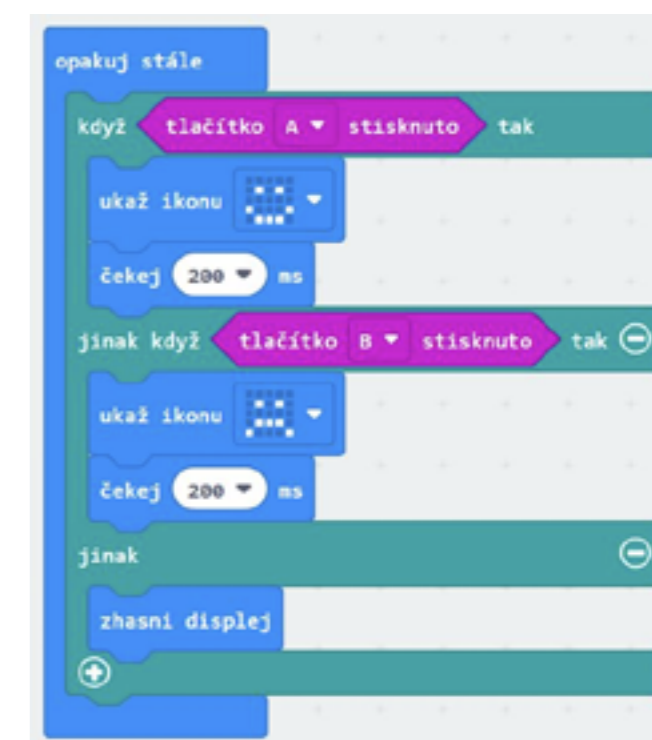 opakuj stále
když tlačítko A stisknuto tak
ukaž ikonu
čekej 200 ms
jinak když tlačítko B stisknuto tak
ukaž ikonu
čekej 200 ms
jinak
zhasni displej